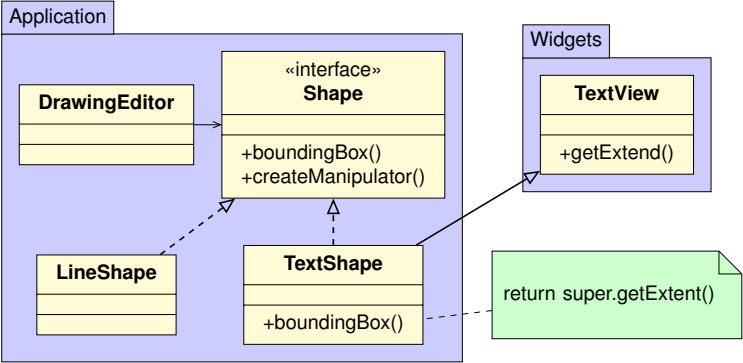 Application
Widgets
«interface»
Shape
+boundingBox()
+createManipulator()
DrawingEditor
TextView
+getExtend()
LineShape
TextShape
+boundingBox()
return super.getExtent()